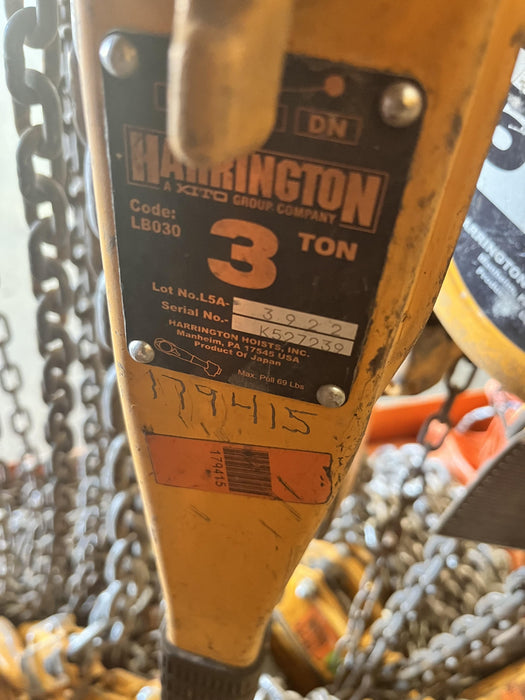 DN
HARRINGTON
A KITO GROUP COMPANY
Code:
LB030
3 TON
Lot No.L5A- 3922
Serial No.- K527239
HARRINGTON HOISTS, INC.
Manheim, PA 17545 USA
Product Of Japan
Max. Pull 69 Lbs
179415
179415
HARRINGTON